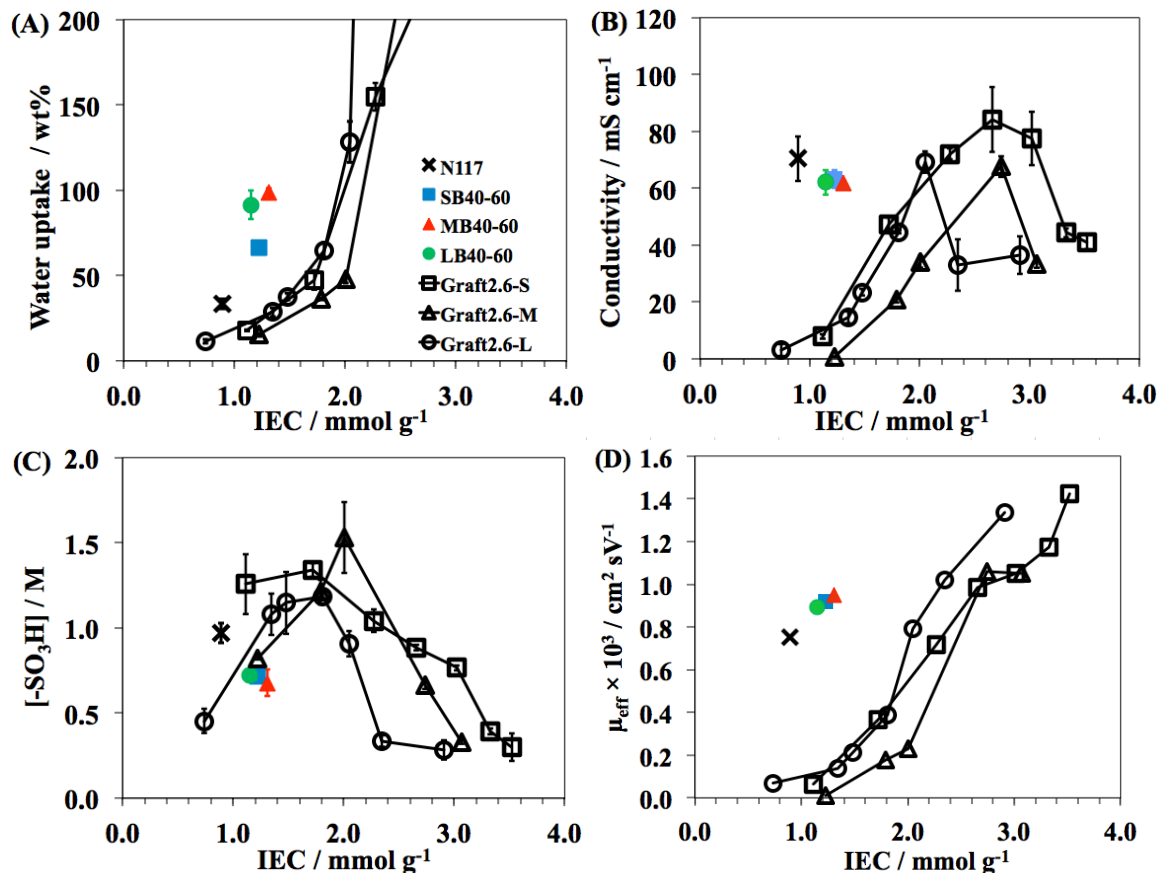 (A)
Water uptake / wt%
200
150
100
50
0
0.0 1.0 2.0 3.0 4.0
IEC / mmol g⁻¹
N117
SB40-60
MB40-60
LB40-60
Graft2.6-S
Graft2.6-M
Graft2.6-L
(B)
Conductivity / mS cm⁻¹
120
100
80
60
40
20
0
0.0 1.0 2.0 3.0 4.0
IEC / mmol g⁻¹
(C)
[-SO₃H] / M
2.0
1.5
1.0
0.5
0.0
0.0 1.0 2.0 3.0 4.0
IEC / mmol g⁻¹
(D)
μeff × 10³ / cm² sV⁻¹
1.6
1.4
1.2
1.0
0.8
0.6
0.4
0.2
0.0
0.0 1.0 2.0 3.0 4.0
IEC / mmol g⁻¹